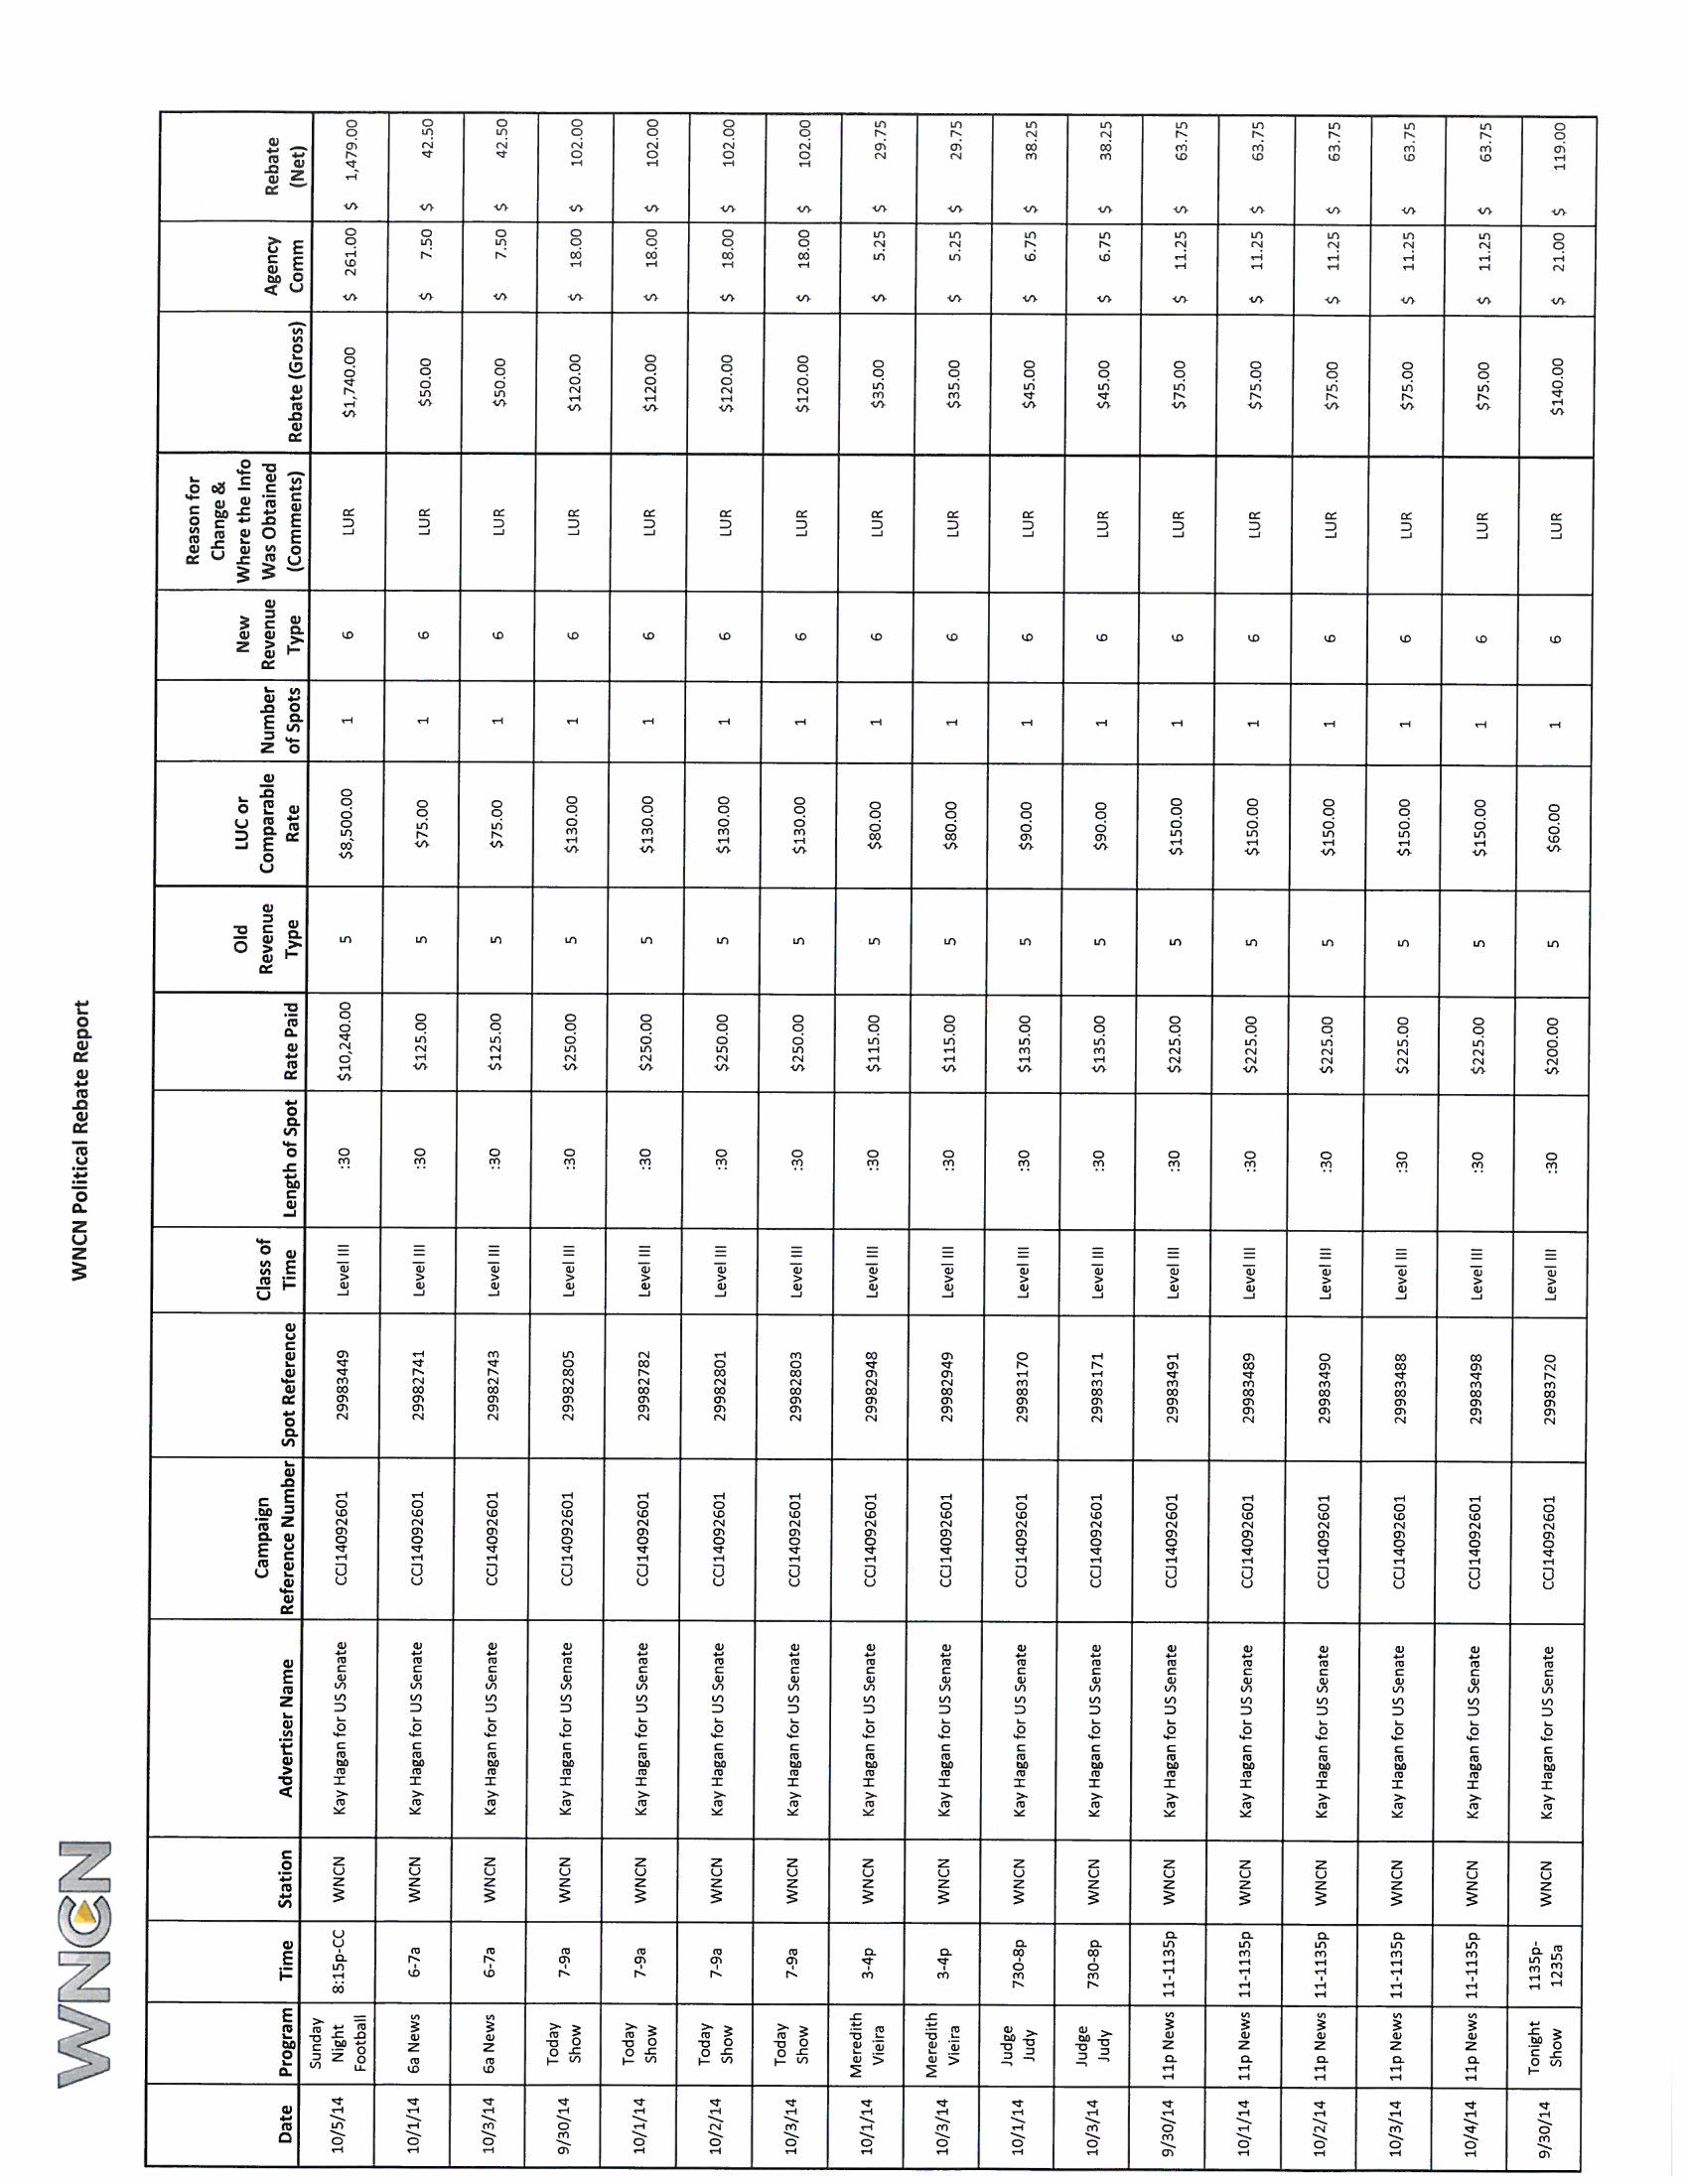 WNCN
WNCN Political Rebate Report
Date Program Time Station Advertiser Name Campaign Reference Number Spot Reference Class of Time Length of Spot Rate Paid Old Revenue Type LUC or Comparable Rate Number of Spots New Revenue Type Reason for Change & Where the Info Was Obtained (Comments) Rebate (Gross) Agency Comm Rebate (Net)
10/5/14 Sunday Night Football 8:15p-CC WNCN Kay Hagan for US Senate CCJ14092601 29983449 Level III :30 $10,240.00 5 $8,500.00 1 6 LUR $1,740.00 $ 261.00 $ 1,479.00
10/1/14 6a News 6-7a WNCN Kay Hagan for US Senate CCJ14092601 29982741 Level III :30 $125.00 5 $75.00 1 6 LUR $50.00 $ 7.50 $ 42.50
10/3/14 6a News 6-7a WNCN Kay Hagan for US Senate CCJ14092601 29982743 Level III :30 $125.00 5 $75.00 1 6 LUR $50.00 $ 7.50 $ 42.50
9/30/14 Today Show 7-9a WNCN Kay Hagan for US Senate CCJ14092601 29982805 Level III :30 $250.00 5 $130.00 1 6 LUR $120.00 $ 18.00 $ 102.00
10/1/14 Today Show 7-9a WNCN Kay Hagan for US Senate CCJ14092601 29982782 Level III :30 $250.00 5 $130.00 1 6 LUR $120.00 $ 18.00 $ 102.00
10/2/14 Today Show 7-9a WNCN Kay Hagan for US Senate CCJ14092601 29982801 Level III :30 $250.00 5 $130.00 1 6 LUR $120.00 $ 18.00 $ 102.00
10/3/14 Today Show 7-9a WNCN Kay Hagan for US Senate CCJ14092601 29982803 Level III :30 $250.00 5 $130.00 1 6 LUR $120.00 $ 18.00 $ 102.00
10/1/14 Meredith Vieira 3-4p WNCN Kay Hagan for US Senate CCJ14092601 29982948 Level III :30 $115.00 5 $80.00 1 6 LUR $35.00 $ 5.25 $ 29.75
10/3/14 Meredith Vieira 3-4p WNCN Kay Hagan for US Senate CCJ14092601 29982949 Level III :30 $115.00 5 $80.00 1 6 LUR $35.00 $ 5.25 $ 29.75
10/1/14 Judge Judy 730-8p WNCN Kay Hagan for US Senate CCJ14092601 29983170 Level III :30 $135.00 5 $90.00 1 6 LUR $45.00 $ 6.75 $ 38.25
10/3/14 Judge Judy 730-8p WNCN Kay Hagan for US Senate CCJ14092601 29983171 Level III :30 $135.00 5 $90.00 1 6 LUR $45.00 $ 6.75 $ 38.25
9/30/14 11p News 11-1135p WNCN Kay Hagan for US Senate CCJ14092601 29983491 Level III :30 $225.00 5 $150.00 1 6 LUR $75.00 $ 11.25 $ 63.75
10/1/14 11p News 11-1135p WNCN Kay Hagan for US Senate CCJ14092601 29983489 Level III :30 $225.00 5 $150.00 1 6 LUR $75.00 $ 11.25 $ 63.75
10/2/14 11p News 11-1135p WNCN Kay Hagan for US Senate CCJ14092601 29983490 Level III :30 $225.00 5 $150.00 1 6 LUR $75.00 $ 11.25 $ 63.75
10/3/14 11p News 11-1135p WNCN Kay Hagan for US Senate CCJ14092601 29983488 Level III :30 $225.00 5 $150.00 1 6 LUR $75.00 $ 11.25 $ 63.75
10/4/14 11p News 11-1135p WNCN Kay Hagan for US Senate CCJ14092601 29983498 Level III :30 $225.00 5 $150.00 1 6 LUR $75.00 $ 11.25 $ 63.75
9/30/14 Tonight Show 1135p-1235a WNCN Kay Hagan for US Senate CCJ14092601 29983720 Level III :30 $200.00 5 $60.00 1 6 LUR $140.00 $ 21.00 $ 119.00